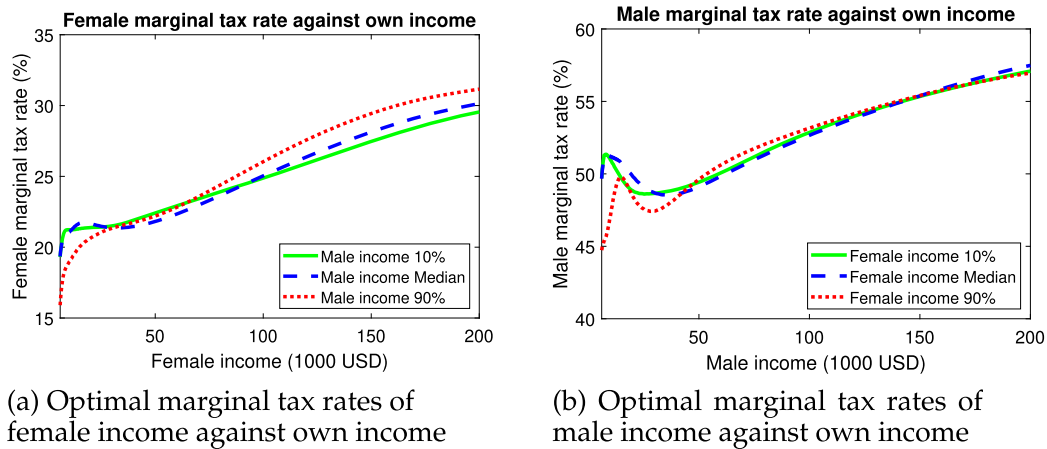 Female marginal tax rate against own income
Female marginal tax rate (%)
35
30
25
20
15
50
100
150
200
Female income (1000 USD)
Male income 10%
Male income Median
Male income 90%
(a) Optimal marginal tax rates of
female income against own income
Male marginal tax rate against own income
Male marginal tax rate (%)
60
55
50
45
40
50
100
150
200
Male income (1000 USD)
Female income 10%
Female income Median
Female income 90%
(b) Optimal marginal tax rates of
male income against own income